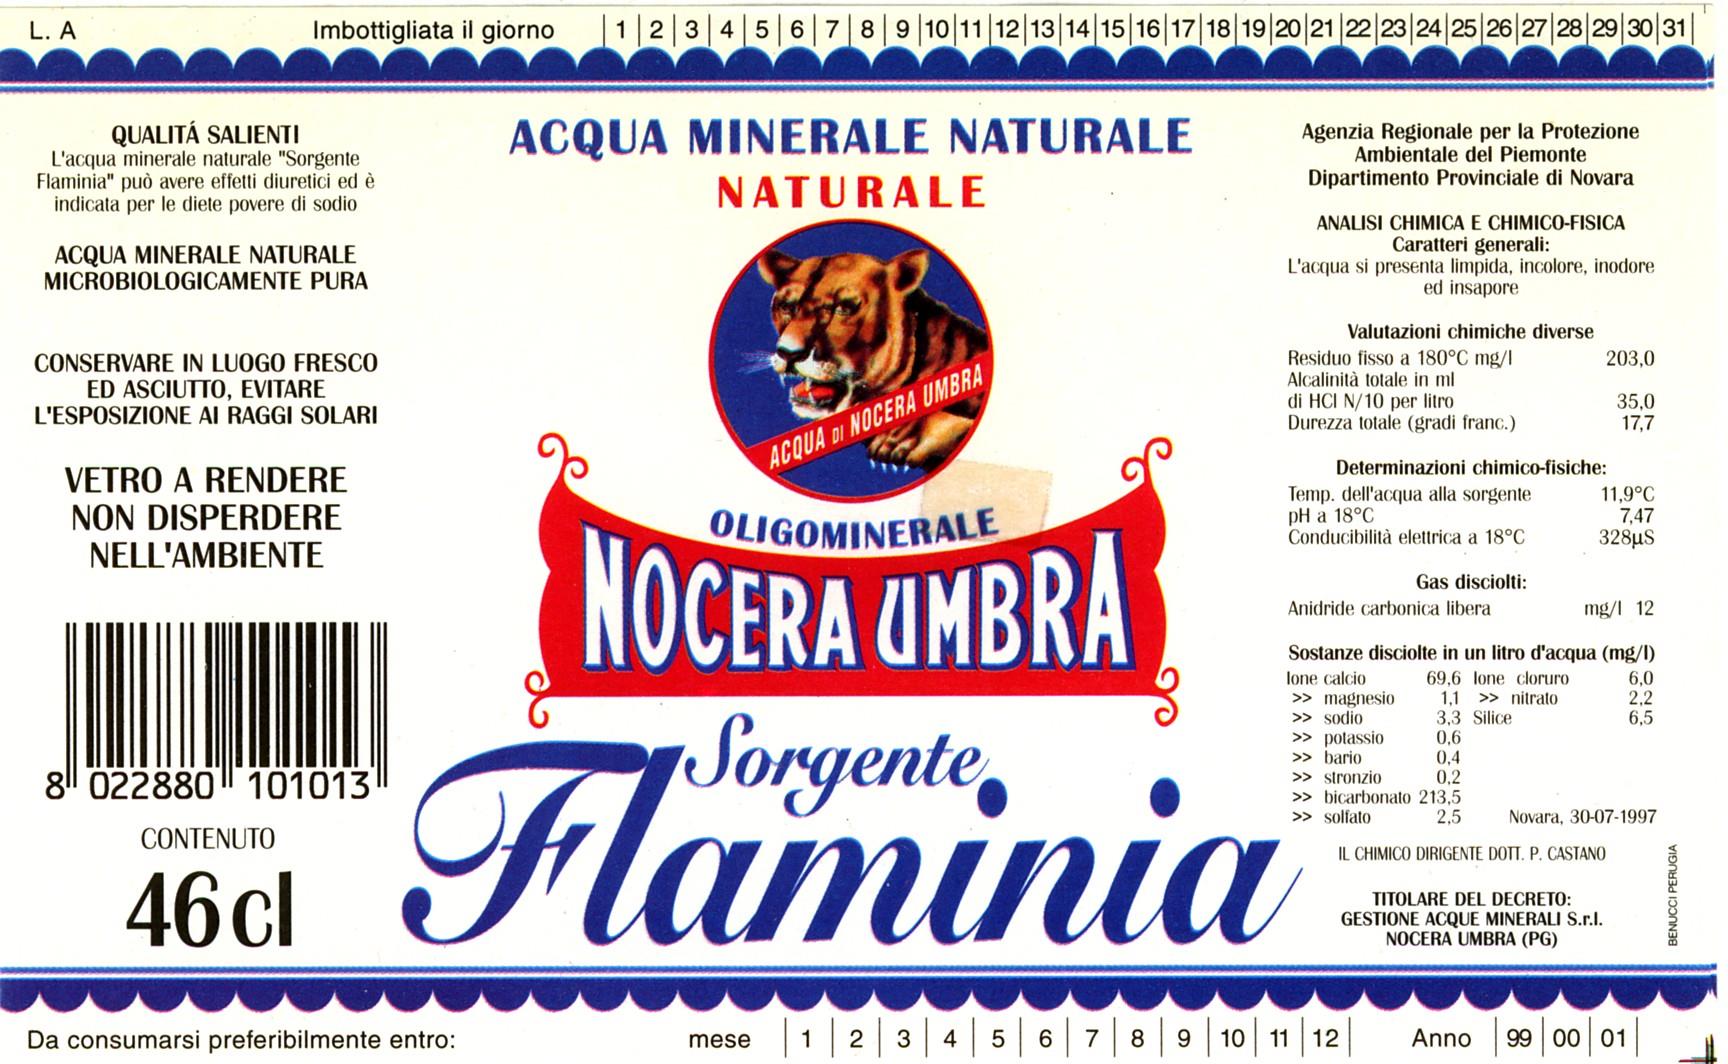 L. A Imbottigliata il giorno | 1 | 2 | 3 | 4 | 5 | 6 | 7 | 8 | 9 |10|11|12|13|14|15|16|17|18|19|20|21|22|23|24|25|26|27|28|29|30|31|
QUALITÁ SALIENTI
L'acqua minerale naturale "Sorgente
Flaminia" può avere effetti diuretici ed è
indicata per le diete povere di sodio
ACQUA MINERALE NATURALE
MICROBIOLOGICAMENTE PURA
CONSERVARE IN LUOGO FRESCO
ED ASCIUTTO, EVITARE
L'ESPOSIZIONE AI RAGGI SOLARI
VETRO A RENDERE
NON DISPERDERE
NELL'AMBIENTE
8 022880 101013
CONTENUTO
46 cl
ACQUA MINERALE NATURALE
NATURALE
ACQUA DI NOCERA UMBRA
OLIGOMINERALE
NOCERA UMBRA
Sorgente
Flaminia
Agenzia Regionale per la Protezione
Ambientale del Piemonte
Dipartimento Provinciale di Novara
ANALISI CHIMICA E CHIMICO-FISICA
Caratteri generali:
L'acqua si presenta limpida, incolore, inodore
ed insapore
Valutazioni chimiche diverse
Residuo fisso a 180°C mg/l 203,0
Alcalinità totale in ml
di HCl N/10 per litro 35,0
Durezza totale (gradi franc.) 17,7
Determinazioni chimico-fisiche:
Temp. dell'acqua alla sorgente 11,9°C
pH a 18°C 7,47
Conducibilità elettrica a 18°C 328µS
Gas disciolti:
Anidride carbonica libera mg/l 12
Sostanze disciolte in un litro d'acqua (mg/l)
Ione calcio 69,6 Ione cloruro 6,0
>> magnesio 1,1 >> nitrato 2,2
>> sodio 3,3 Silice 6,5
>> potassio 0,6
>> bario 0,4
>> stronzio 0,2
>> bicarbonato 213,5
>> solfato 2,5 Novara, 30-07-1997
IL CHIMICO DIRIGENTE DOTT. P. CASTANO
TITOLARE DEL DECRETO:
GESTIONE ACQUE MINERALI S.r.l.
NOCERA UMBRA (PG)
BENUCCI PERUGIA
Da consumarsi preferibilmente entro: mese | 1 | 2 | 3 | 4 | 5 | 6 | 7 | 8 | 9 | 10 | 11 | 12 | Anno | 99 | 00 | 01 |